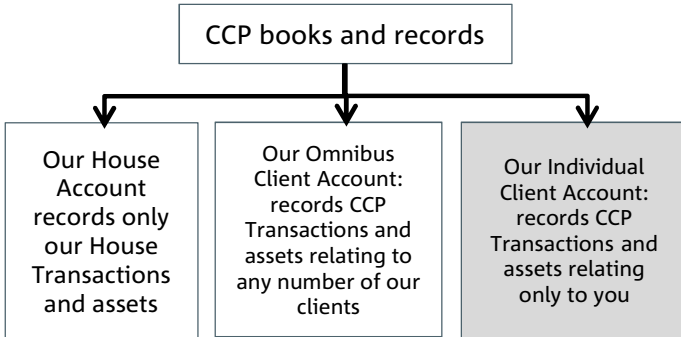 CCP books and records
Our House
Account
records only
our House
Transactions
and assets
Our Omnibus
Client Account:
records CCP
Transactions and
assets relating to
any number of our
clients
Our Individual
Client Account:
records CCP
Transactions and
assets relating
only to you